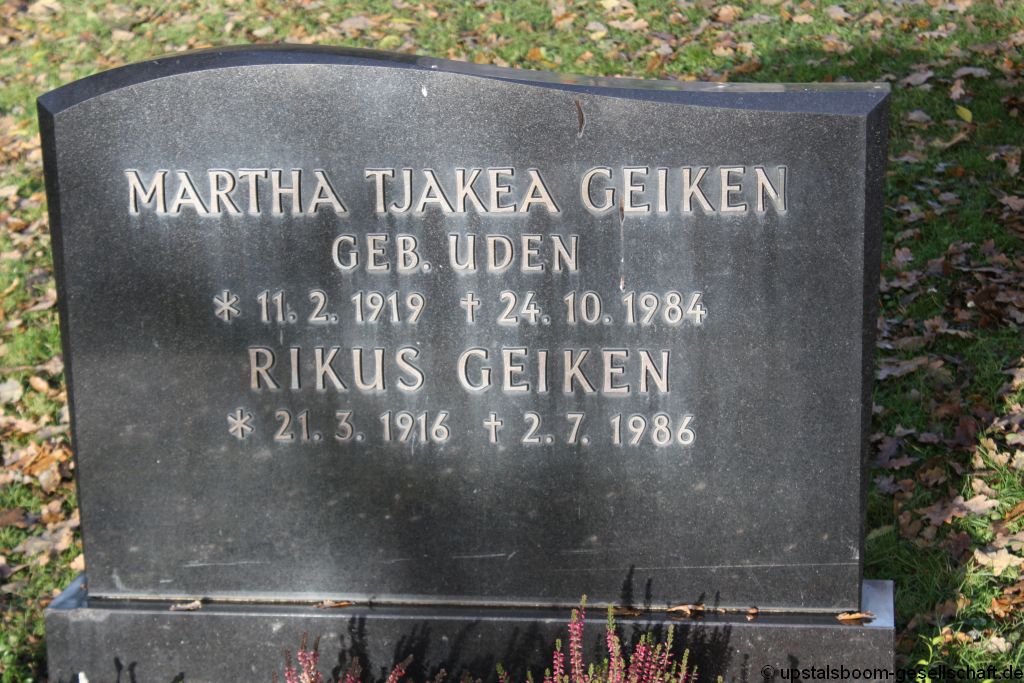 MARTHA TJAKEA GEIKEN
GEB. UDEN
* 11. 2. 1919 † 24. 10. 1984
RIKUS GEIKEN
* 21. 3. 1916 † 2. 7. 1986
© upstalsboom-gesellschaft.de